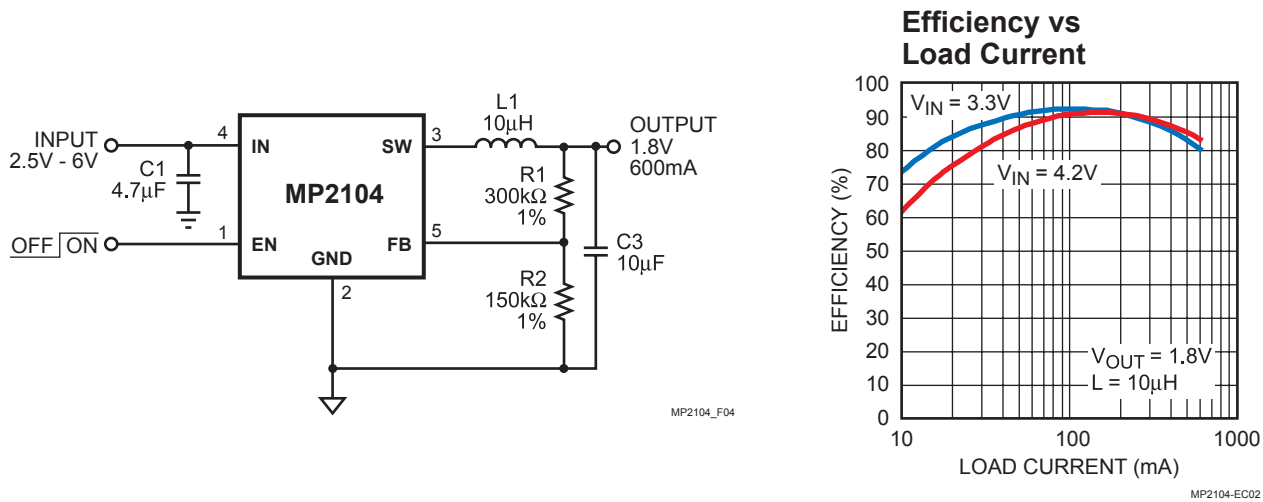 INPUT
2.5V - 6V
C1
4.7µF
4
IN
MP2104
SW
3
L1
10µH
OUTPUT
1.8V
600mA
R1
300kΩ
1%
OFF ON
1
EN
GND
2
FB
5
C3
10µF
R2
150kΩ
1%
MP2104_F04
Efficiency vs
Load Current
EFFICIENCY (%)
100
90
80
70
60
50
40
30
20
10
0
VIN = 3.3V
VIN = 4.2V
VOUT = 1.8V
L = 10µH
10
100
1000
LOAD CURRENT (mA)
MP2104-EC02